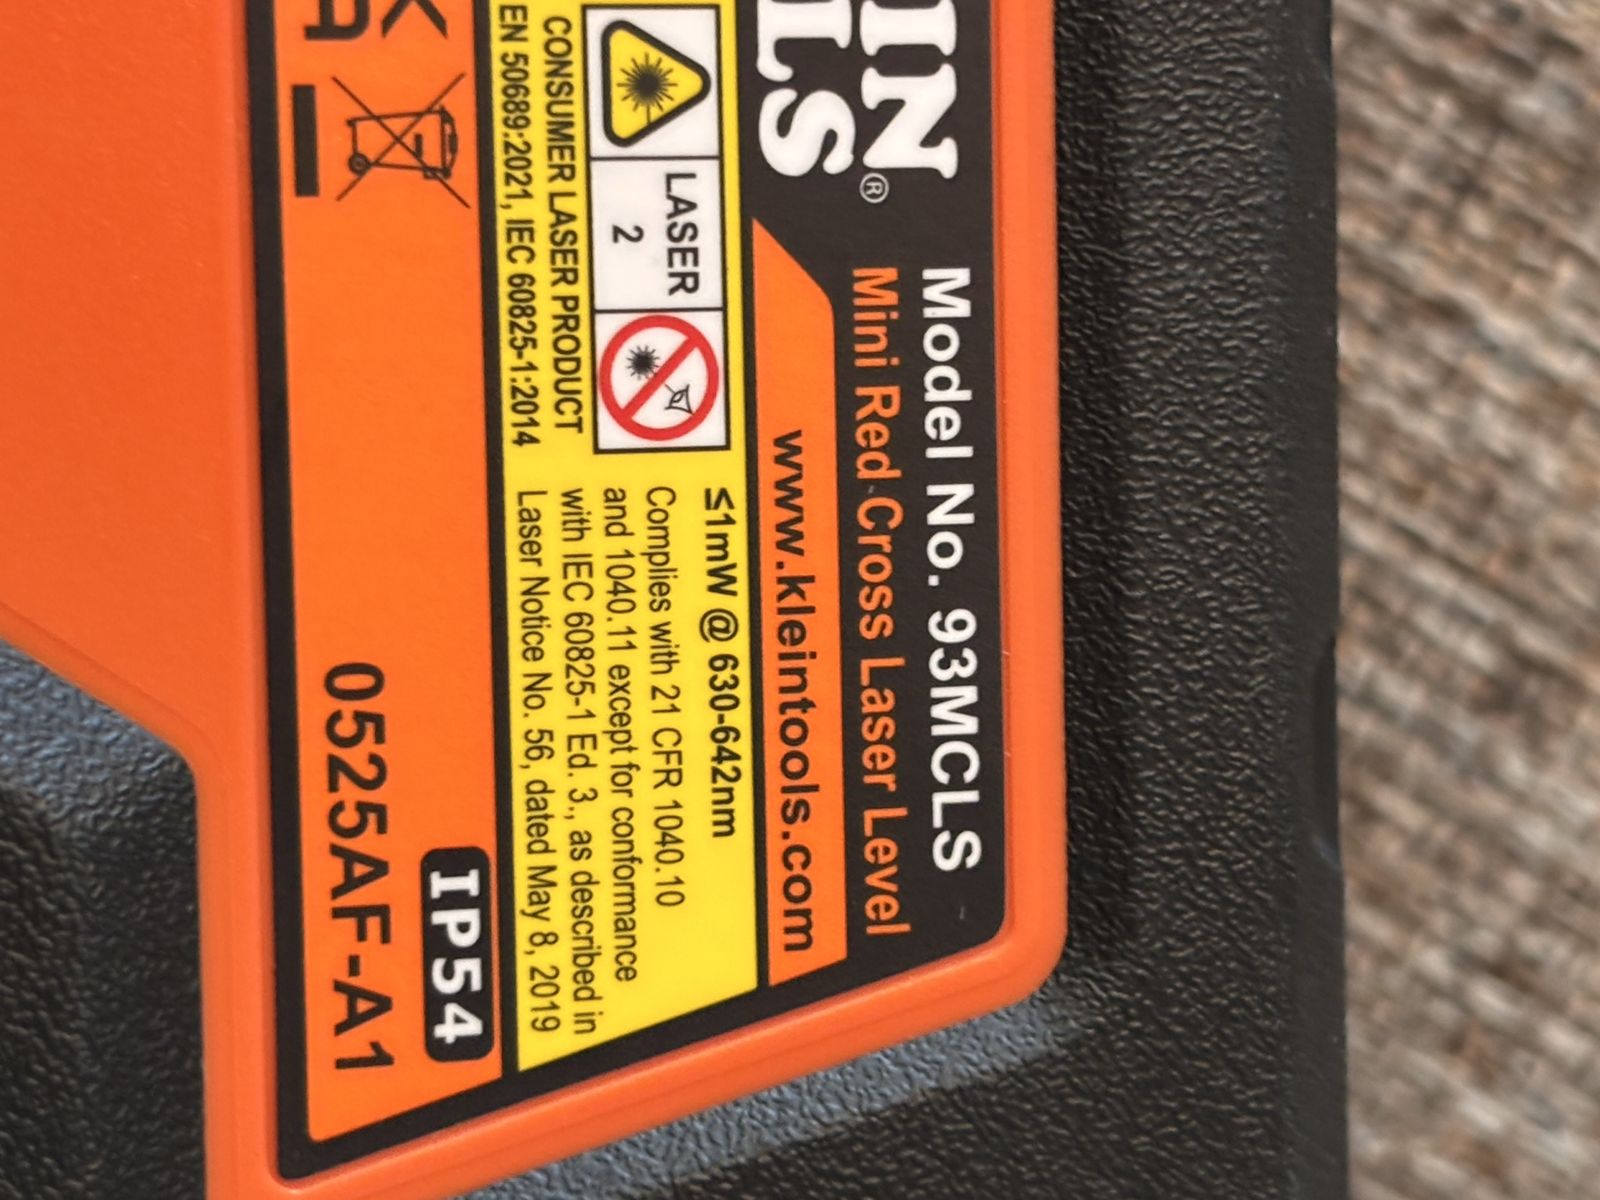 IN
LS®
Model No. 93MCLS
Mini Red Cross Laser Level
www.kleintools.com
LASER
2
CONSUMER LASER PRODUCT
EN 50689:2021, IEC 60825-1:2014
≤1mW @ 630-642nm
Complies with 21 CFR 1040.10
and 1040.11 except for conformance
with IEC 60825-1 Ed. 3., as described in
Laser Notice No. 56, dated May 8, 2019
IP54
0525AF-A1